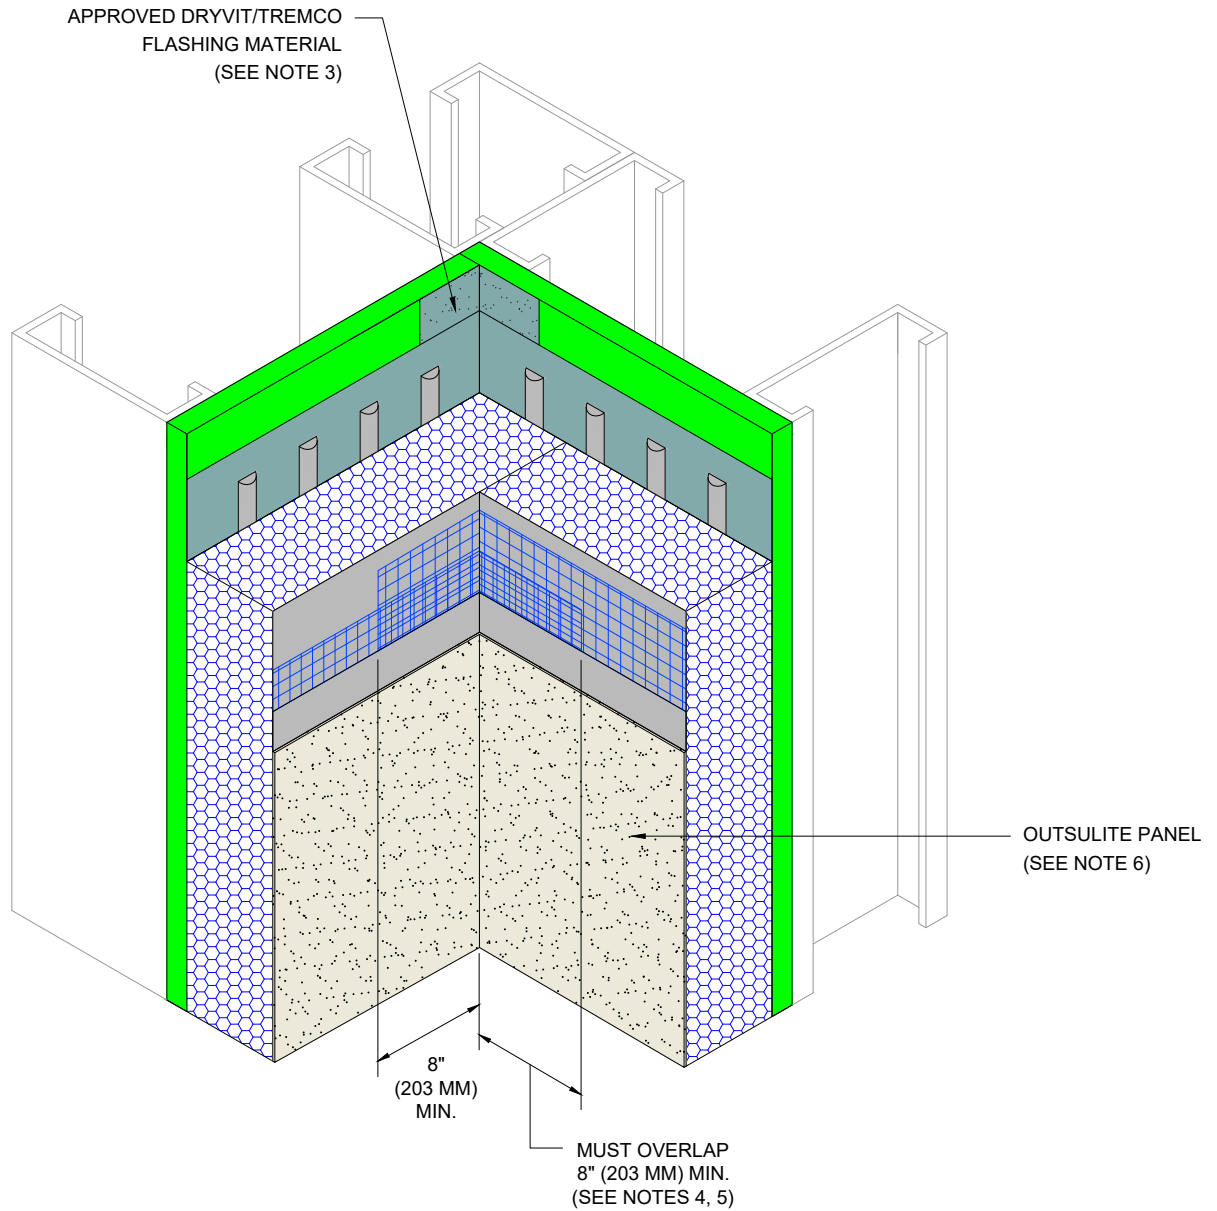 APPROVED DRYVIT/TREMCO
FLASHING MATERIAL
(SEE NOTE 3)
OUTSULITE PANEL
(SEE NOTE 6)
8"
(203 MM)
MIN.
MUST OVERLAP
8" (203 MM) MIN.
(SEE NOTES 4, 5)